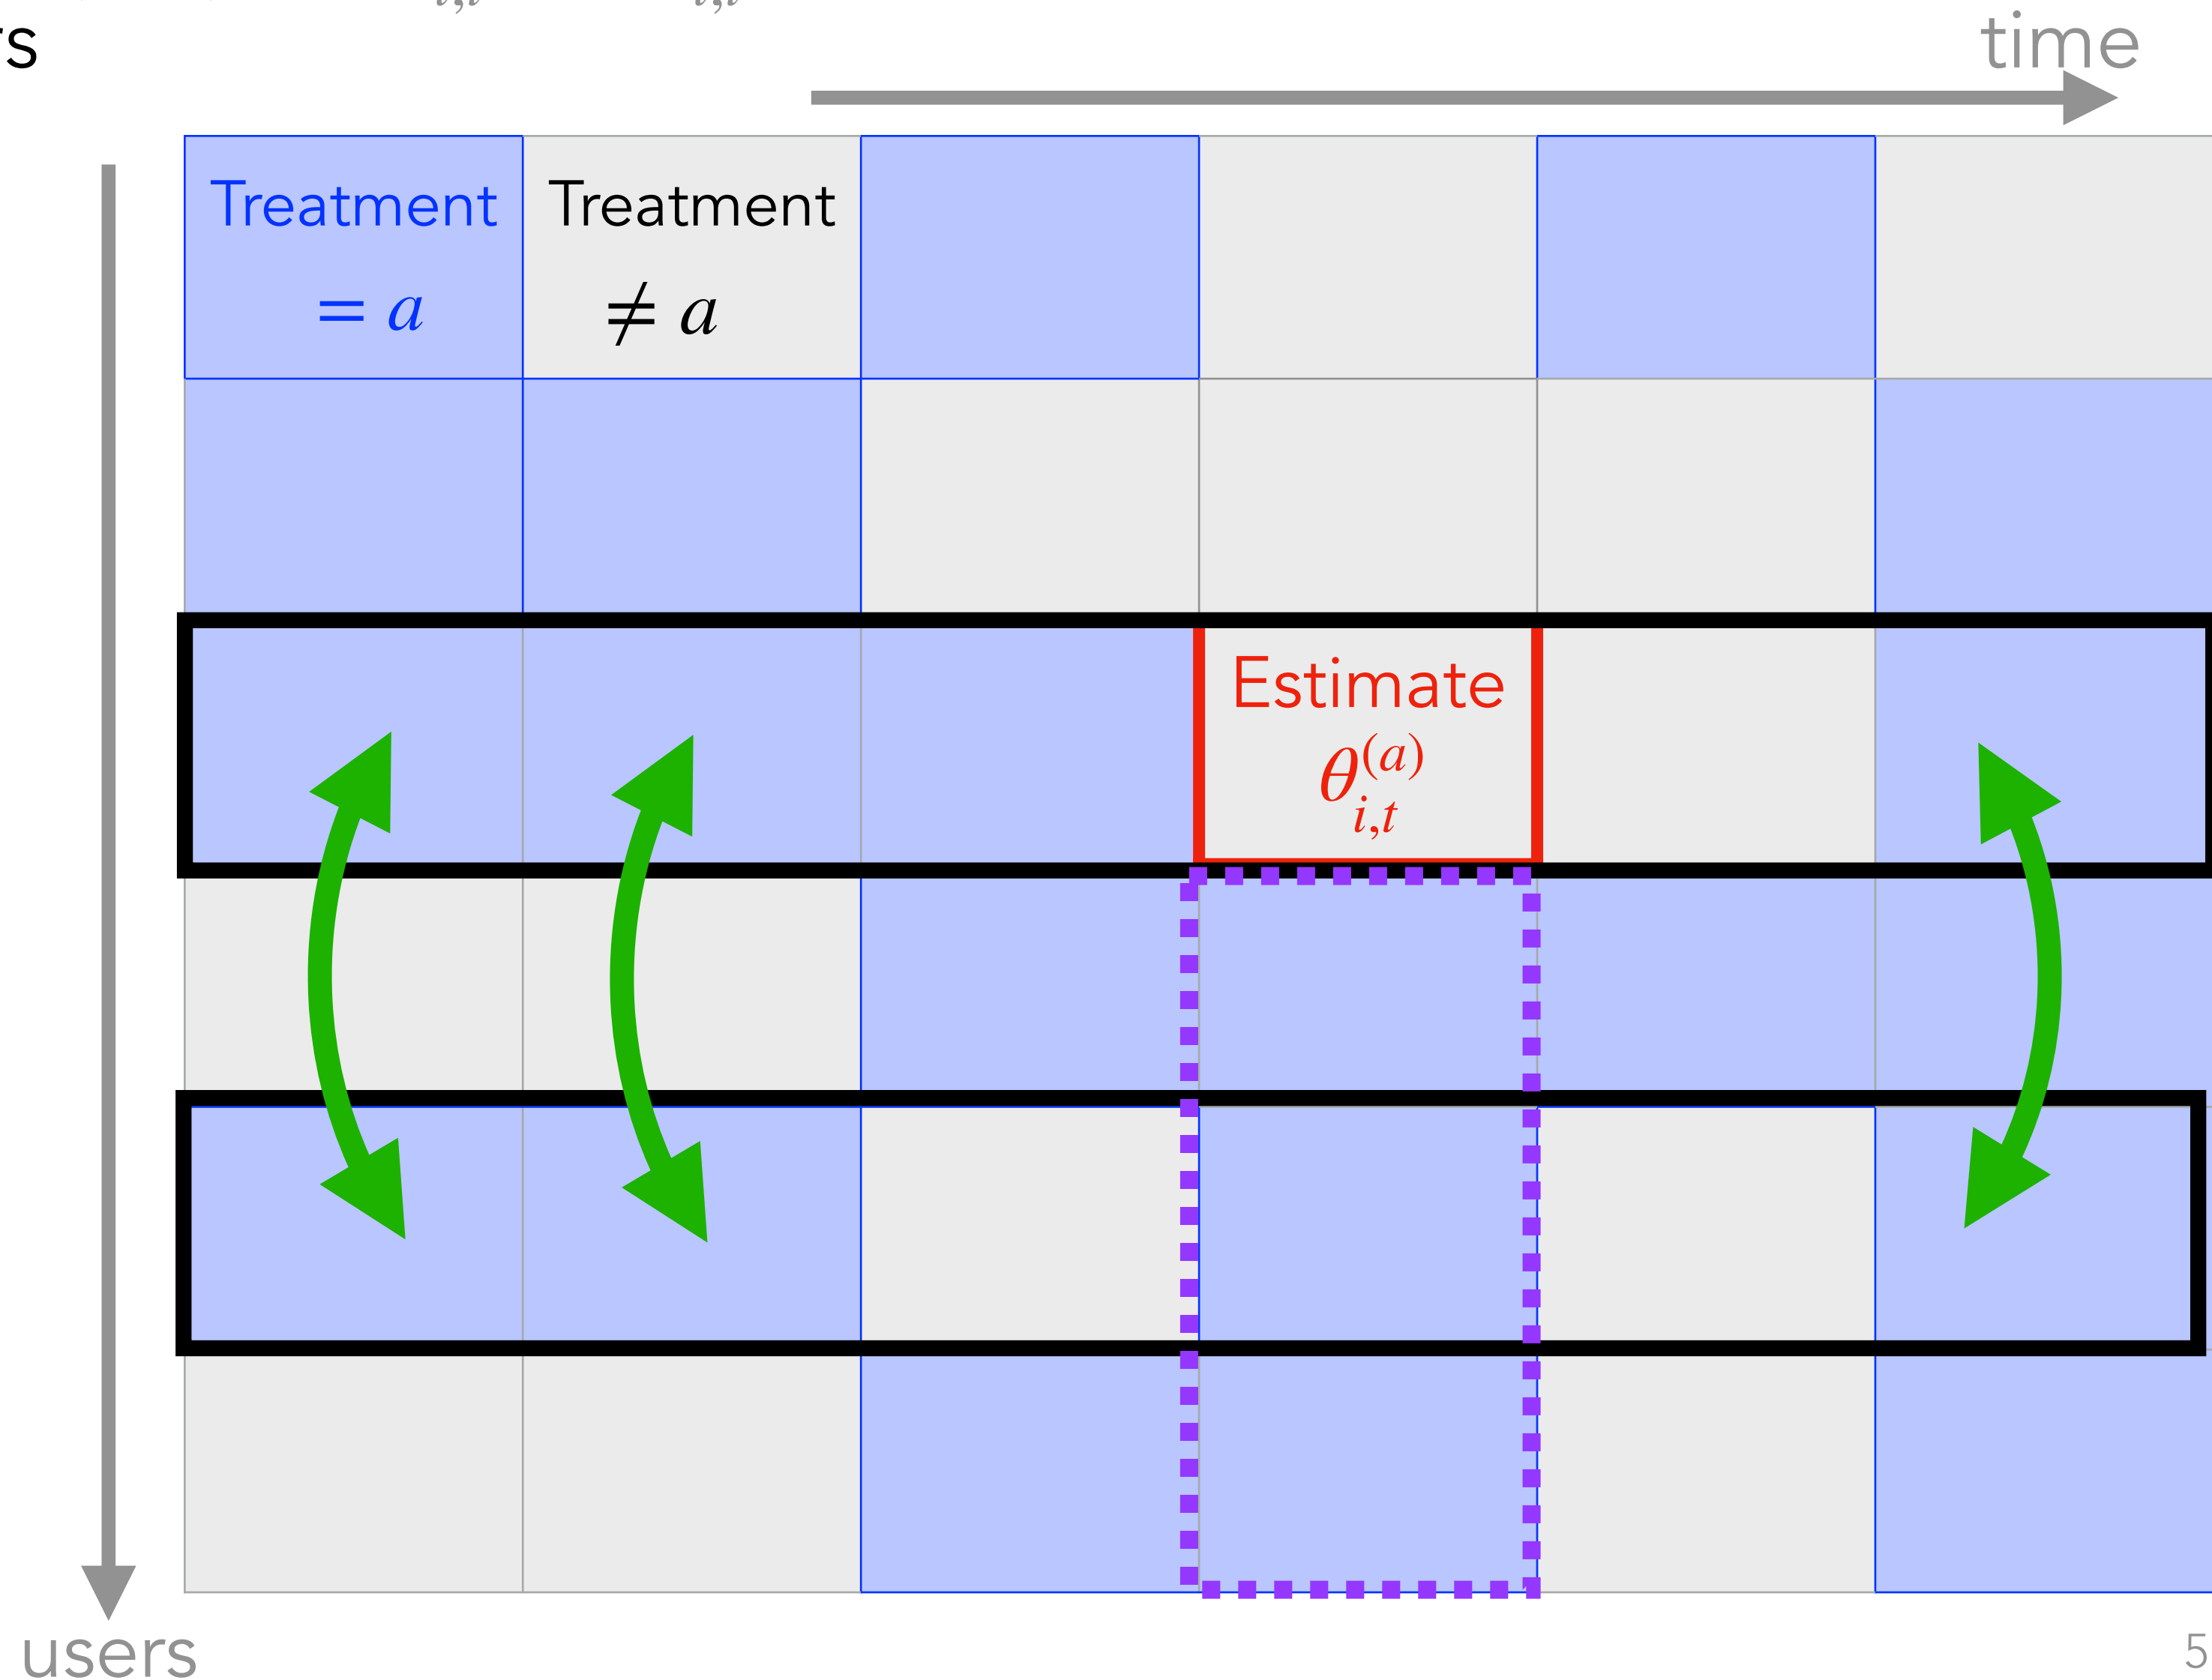 s
time
Treatment
= a
Treatment
≠ a
Estimate
θ_{i,t}^{(a)}
users
5